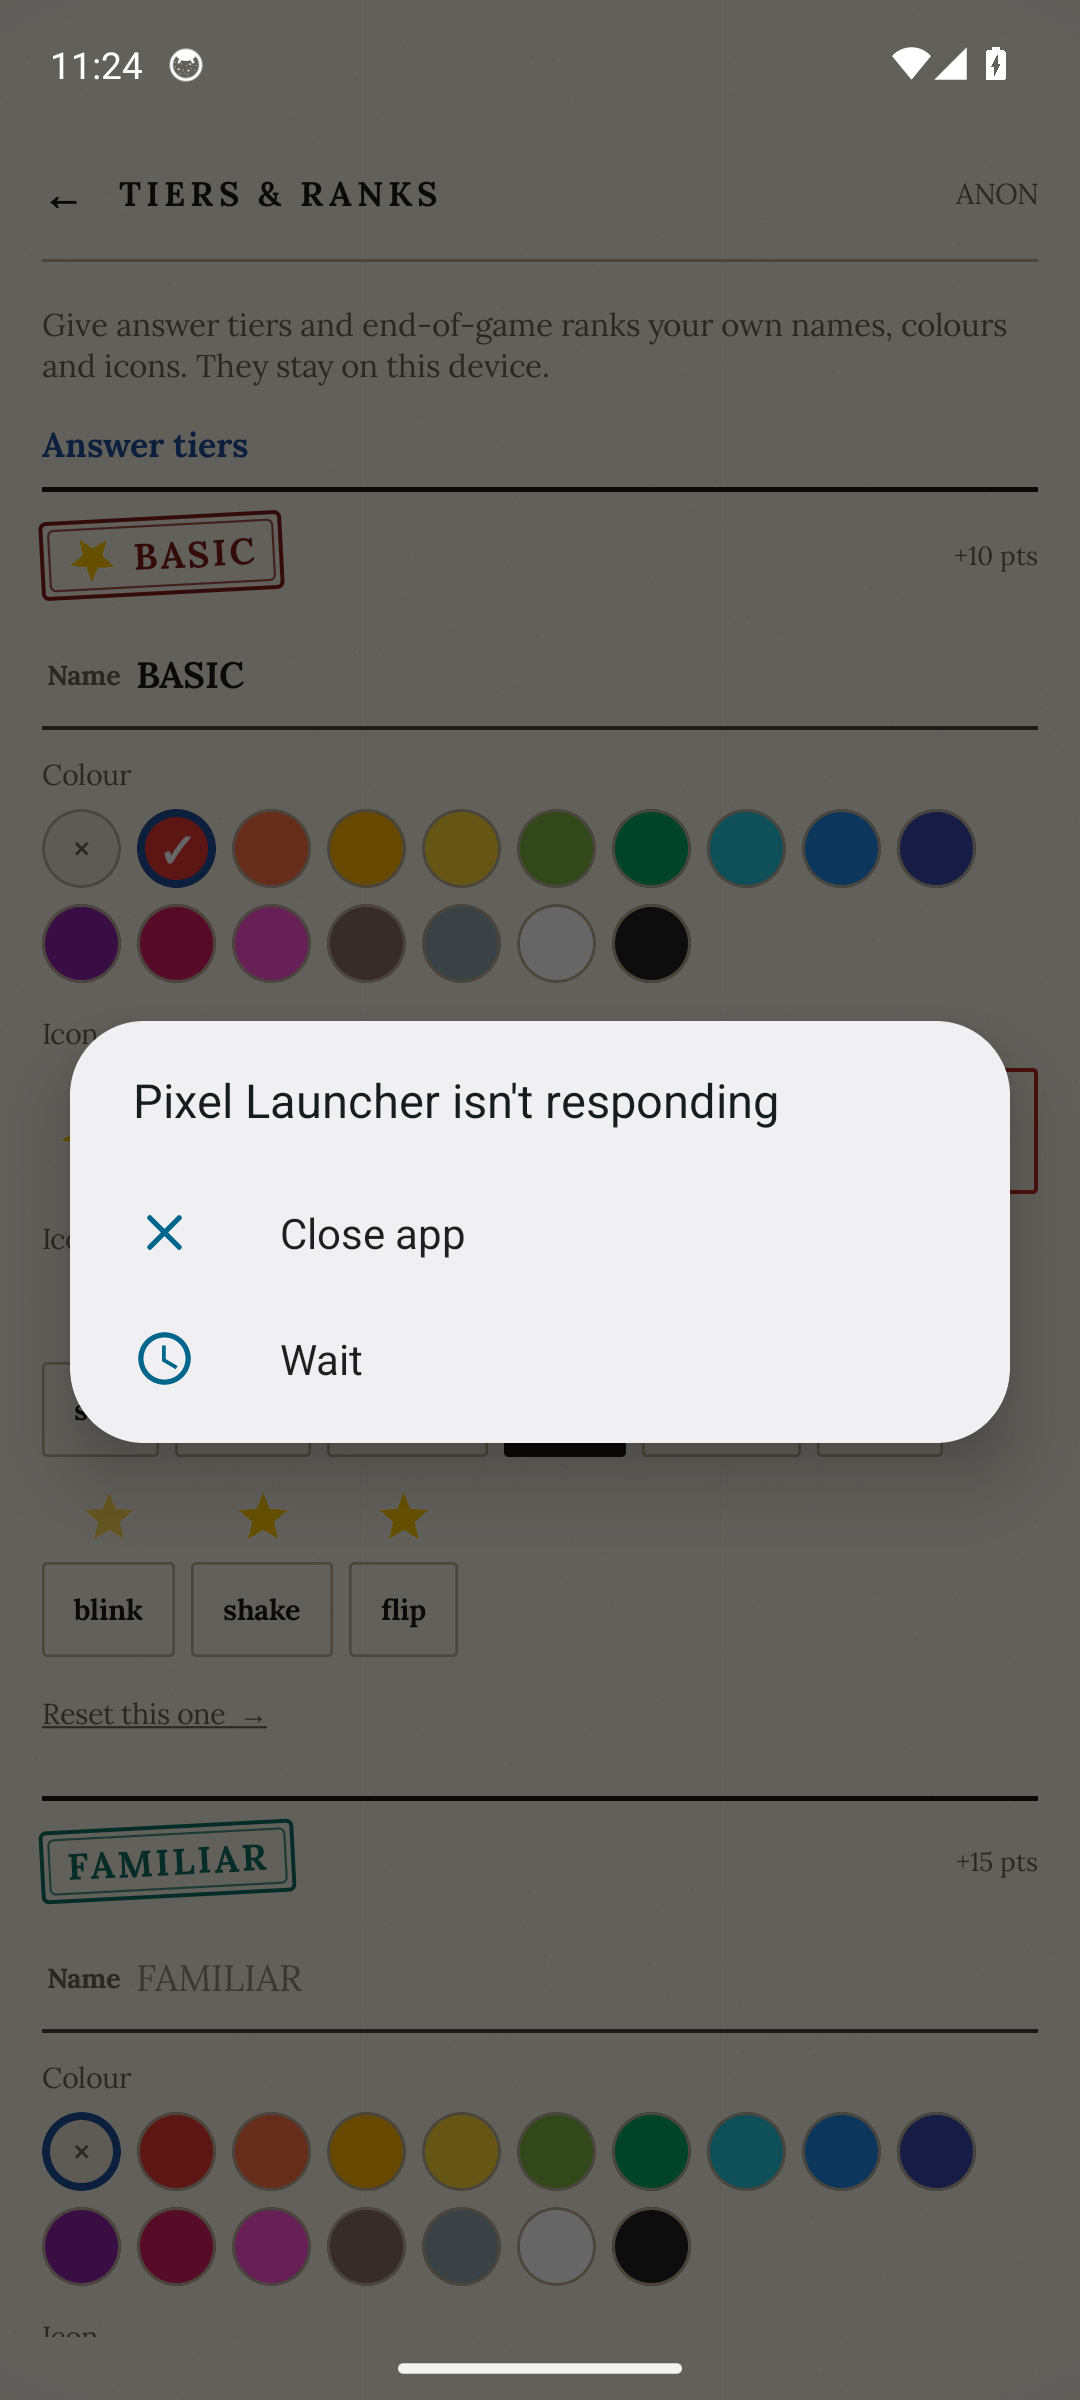 11:24
← TIERS & RANKS ANON
Give answer tiers and end-of-game ranks your own names, colours
and icons. They stay on this device.
Answer tiers
BASIC +10 pts
Name BASIC
Colour
Icon
Pixel Launcher isn't responding
Close app
Wait
blink shake flip
Reset this one →
FAMILIAR +15 pts
Name FAMILIAR
Colour
Icon